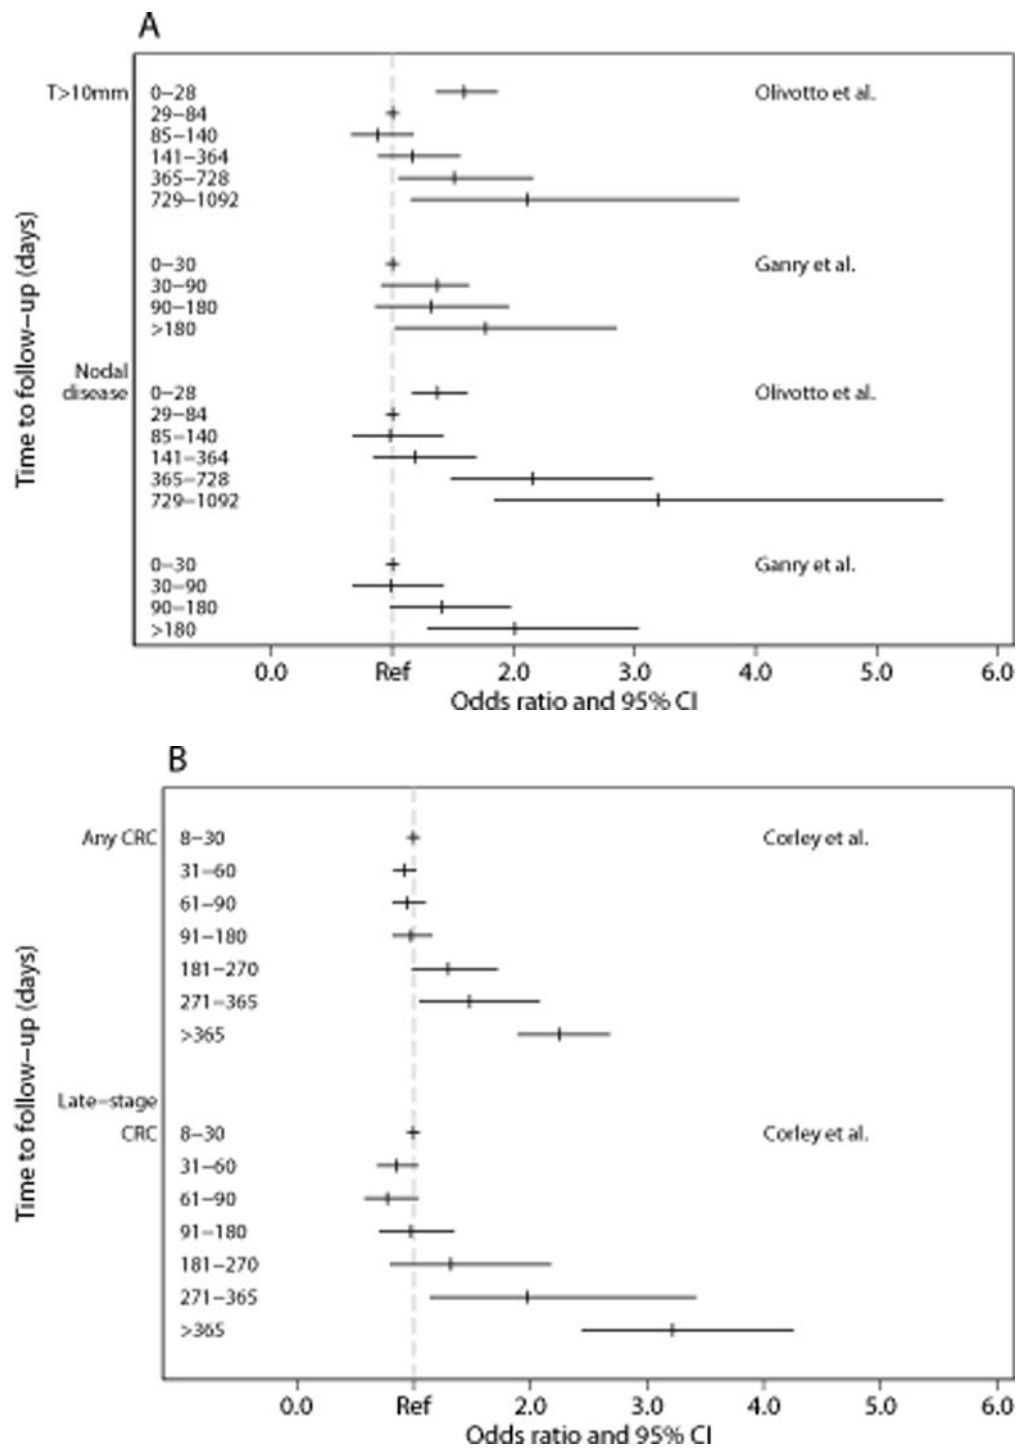 A
T>10mm 0–28 Olivotto et al.
29–84
85–140
141–364
365–728
729–1092
0–30 Ganry et al.
30–90
90–180
>180
Nodal
disease 0–28 Olivotto et al.
29–84
85–140
141–364
365–728
729–1092
0–30 Ganry et al.
30–90
90–180
>180
Time to follow–up (days)
0.0 Ref 2.0 3.0 4.0 5.0 6.0
Odds ratio and 95% CI
B
Any CRC 8–30 Corley et al.
31–60
61–90
91–180
181–270
271–365
>365
Late–stage
CRC 8–30 Corley et al.
31–60
61–90
91–180
181–270
271–365
>365
Time to follow–up (days)
0.0 Ref 2.0 3.0 4.0 5.0 6.0
Odds ratio and 95% CI